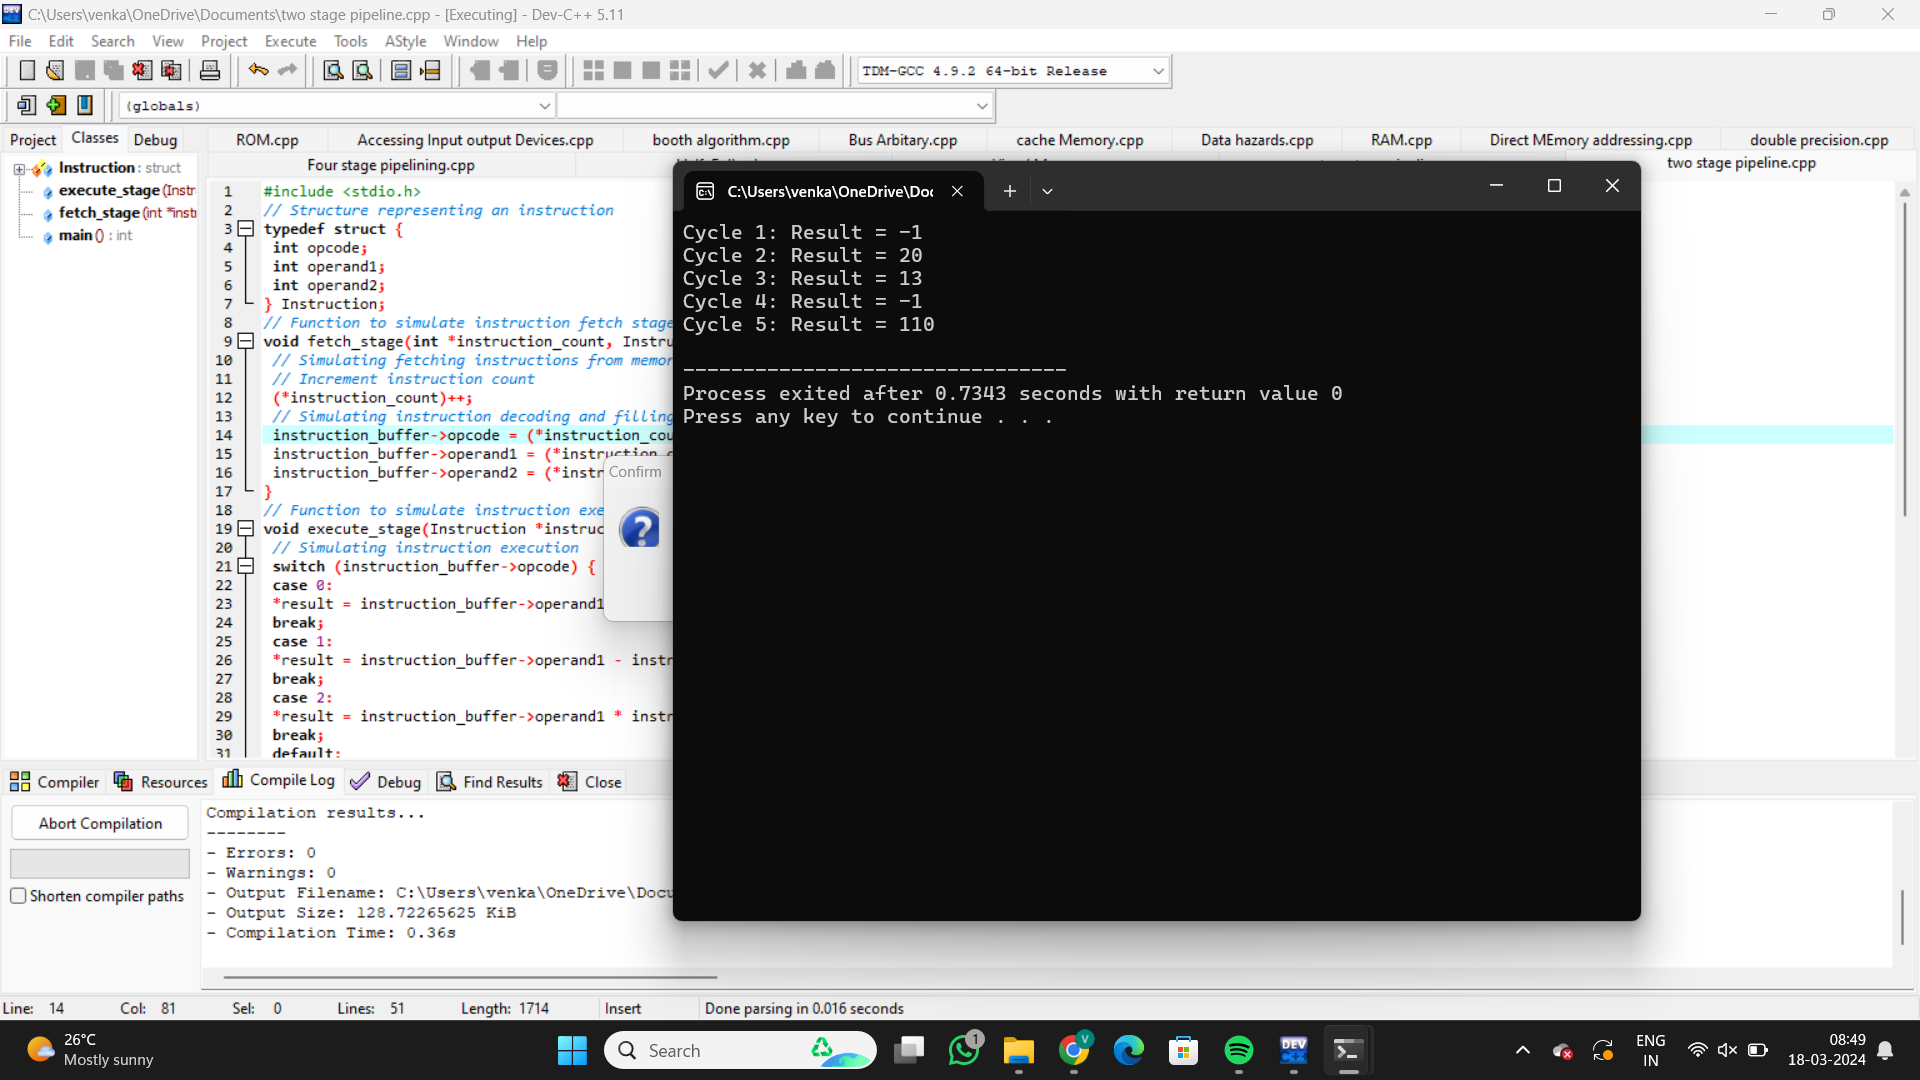 C:\Users\venka\OneDrive\Documents\two stage pipeline.cpp - [Executing] - Dev-C++ 5.11
File Edit Search View Project Execute Tools AStyle Window Help
TDM-GCC 4.9.2 64-bit Release
(globals)
Project Classes Debug
ROM.cpp Accessing Input output Devices.cpp booth algorithm.cpp Bus Arbitary.cpp cache Memory.cpp Data hazards.cpp RAM.cpp Direct MEmory addressing.cpp double precision.cpp
Four stage pipelining.cpp two stage pipeline.cpp
Instruction : struct
execute_stage (Instr
fetch_stage (int *inst
main () : int
1 #include <stdio.h>
2 // Structure representing an instruction
3 typedef struct {
4 int opcode;
5 int operand1;
6 int operand2;
7 } Instruction;
8 // Function to simulate instruction fetch stage
9 void fetch_stage(int *instruction_count, Instru
10 // Simulating fetching instructions from memor
11 // Increment instruction count
12 (*instruction_count)++;
13 // Simulating instruction decoding and filling
14 instruction_buffer->opcode = (*instruction_cou
15 instruction_buffer->operand1 = (*instruction_c
16 instruction_buffer->operand2 = (*instr
17 }
18 // Function to simulate instruction exe
19 void execute_stage(Instruction *instruc
20 // Simulating instruction execution
21 switch (instruction_buffer->opcode) {
22 case 0:
23 *result = instruction_buffer->operand1
24 break;
25 case 1:
26 *result = instruction_buffer->operand1 - instr
27 break;
28 case 2:
29 *result = instruction_buffer->operand1 * instr
30 break;
31 default:
Confirm
C:\Users\venka\OneDrive\Doc
Cycle 1: Result = -1
Cycle 2: Result = 20
Cycle 3: Result = 13
Cycle 4: Result = -1
Cycle 5: Result = 110
--------------------------------
Process exited after 0.7343 seconds with return value 0
Press any key to continue . . .
Compiler Resources Compile Log Debug Find Results Close
Abort Compilation
Shorten compiler paths
Compilation results...
--------
- Errors: 0
- Warnings: 0
- Output Filename: C:\Users\venka\OneDrive\Docu
- Output Size: 128.72265625 KiB
- Compilation Time: 0.36s
Line: 14 Col: 81 Sel: 0 Lines: 51 Length: 1714 Insert Done parsing in 0.016 seconds
26°C
Mostly sunny
Search
1
V
DEV
ENG
IN
08:49
18-03-2024